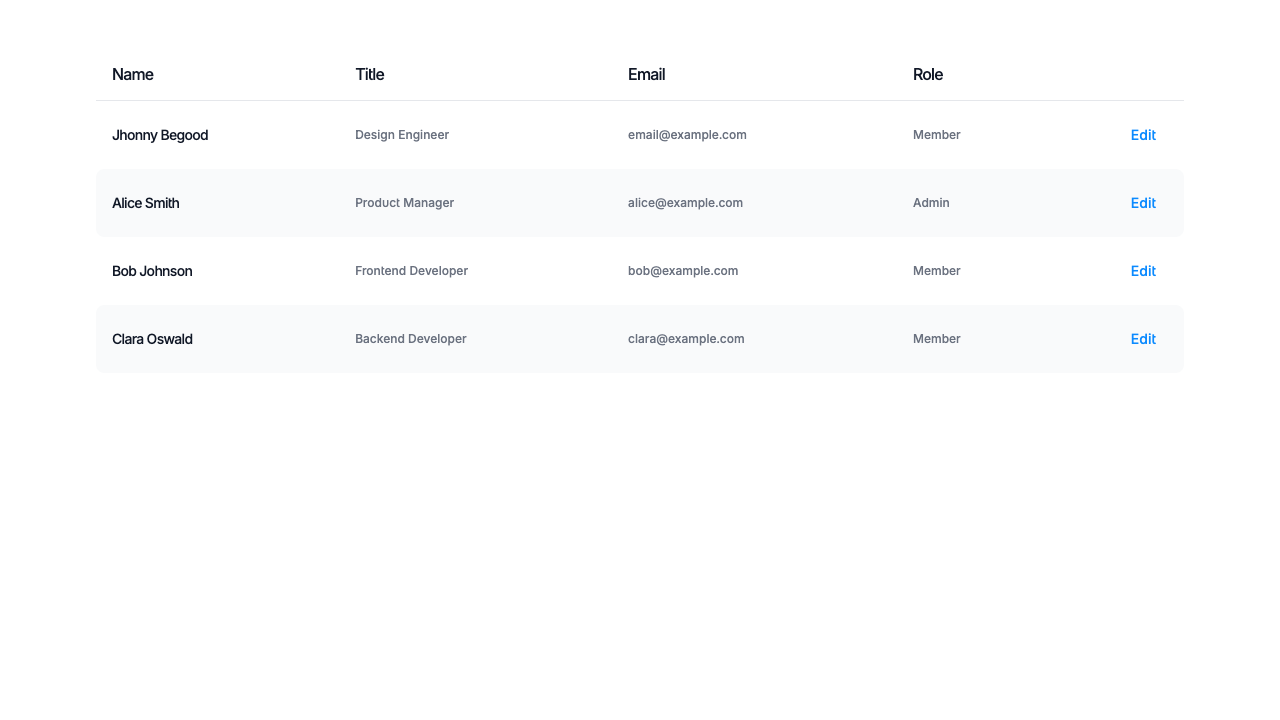 Name Title Email Role
Jhonny Begood Design Engineer email@example.com Member Edit
Alice Smith Product Manager alice@example.com Admin Edit
Bob Johnson Frontend Developer bob@example.com Member Edit
Clara Oswald Backend Developer clara@example.com Member Edit